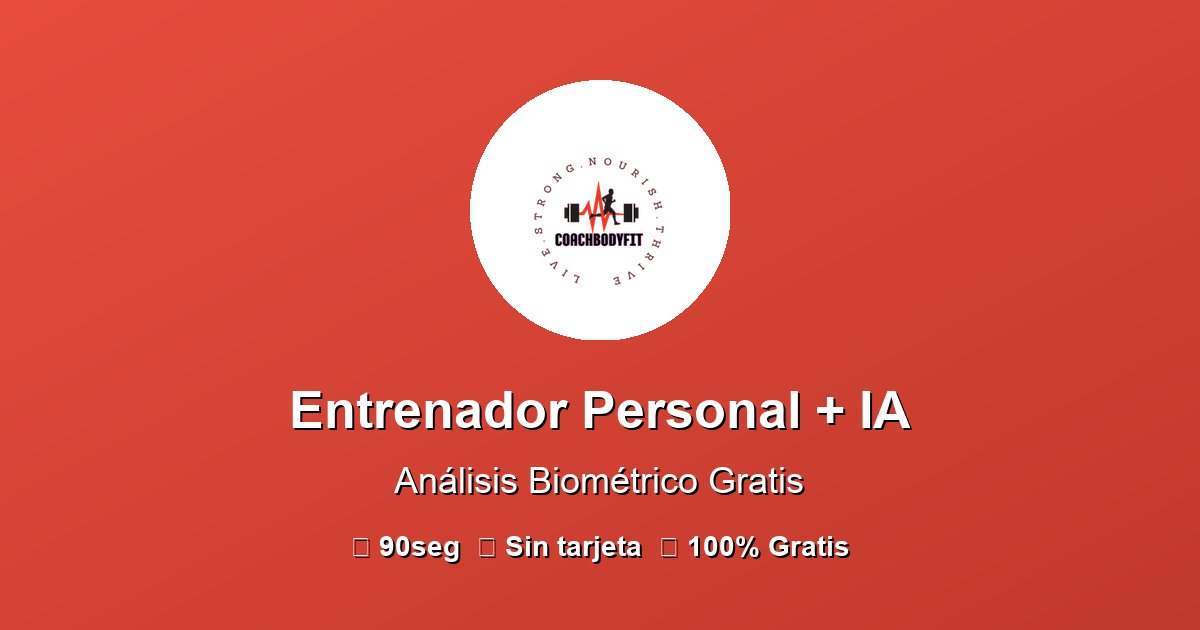 LIVE.STRONG.NOURISH.THRIVE
COACHBODYFIT
Entrenador Personal + IA
Análisis Biométrico Gratis
90seg Sin tarjeta 100% Gratis